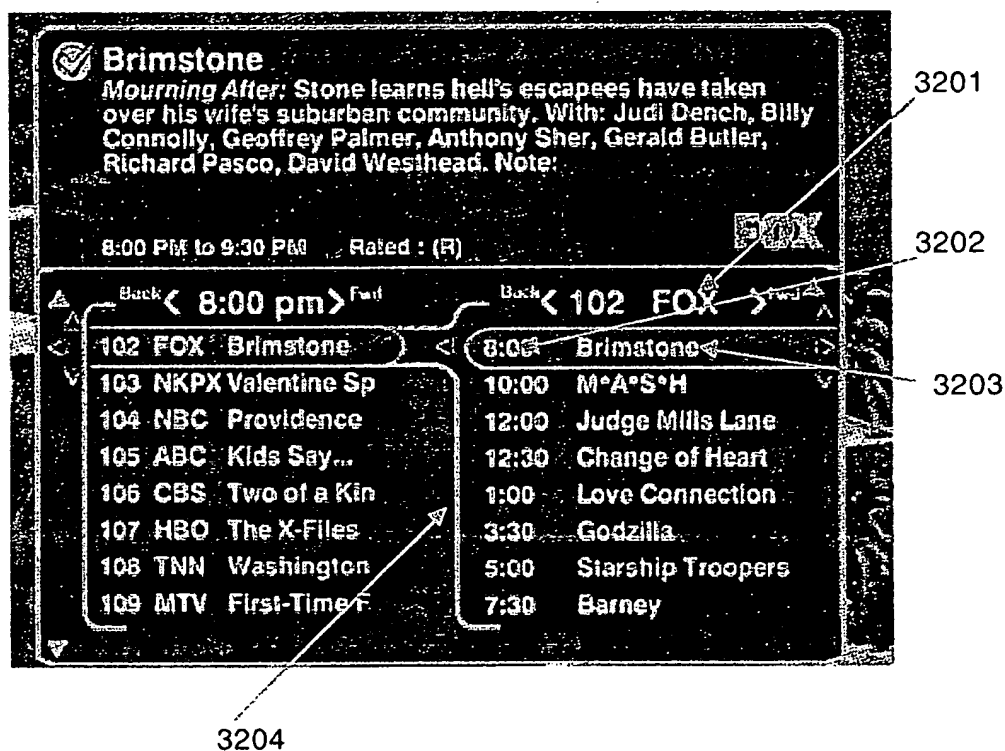 Brimstone
Mourning After: Stone learns hell's escapees have taken
over his wife's suburban community. With: Judi Dench, Billy
Connolly, Geoffrey Palmer, Anthony Sher, Gerald Butler,
Richard Pasco, David Westhead. Note:
FOX
8:00 PM to 9:30 PM Rated : (R)
Back < 8:00 pm > Fwd
102 FOX Brimstone
103 NKPX Valentine Sp
104 NBC Providence
105 ABC Kids Say...
106 CBS Two of a Kin
107 HBO The X-Files
108 TNN Washington
109 MTV First-Time F
Back < 102 FOX > Fwd
8:00 Brimstone
10:00 M*A*S*H
12:00 Judge Mills Lane
12:30 Change of Heart
1:00 Love Connection
3:30 Godzilla
5:00 Starship Troopers
7:30 Barney
3201
3202
3203
3204